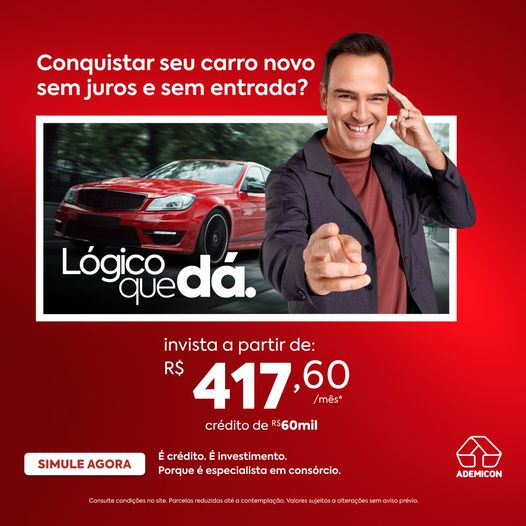 Conquistar seu carro novo
sem juros e sem entrada?
Lógico
que dá.
invista a partir de:
R$ 417,60
/mês*
crédito de R$60mil
SIMULE AGORA
É crédito. É investimento.
Porque é especialista em consórcio.
ADEMICON
Consulte condições no site. Parcelas reduzidas até a contemplação. Valores sujeitos a alterações sem aviso prévio.